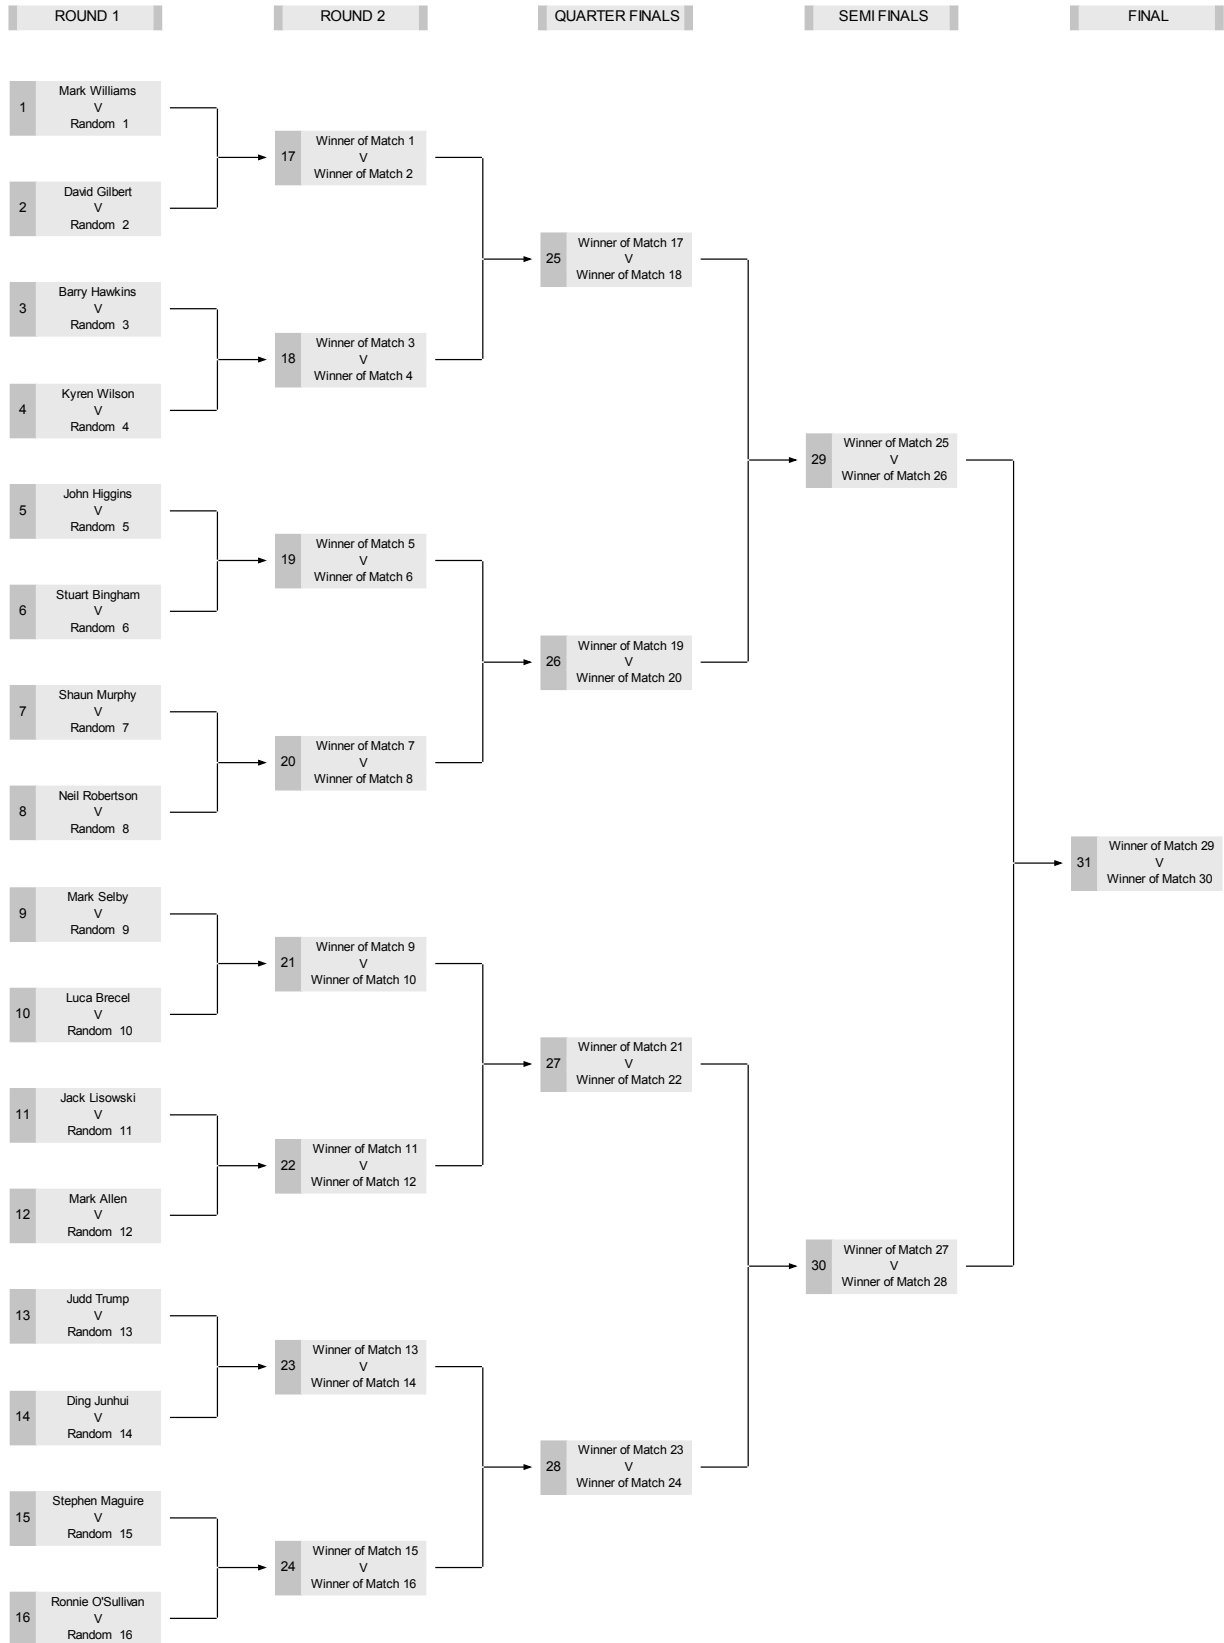 ROUND 1
ROUND 2
QUARTER FINALS
SEMI FINALS
FINAL
1
Mark Williams
V
Random 1
2
David Gilbert
V
Random 2
3
Barry Hawkins
V
Random 3
4
Kyren Wilson
V
Random 4
5
John Higgins
V
Random 5
6
Stuart Bingham
V
Random 6
7
Shaun Murphy
V
Random 7
8
Neil Robertson
V
Random 8
9
Mark Selby
V
Random 9
10
Luca Brecel
V
Random 10
11
Jack Lisowski
V
Random 11
12
Mark Allen
V
Random 12
13
Judd Trump
V
Random 13
14
Ding Junhui
V
Random 14
15
Stephen Maguire
V
Random 15
16
Ronnie O'Sullivan
V
Random 16
17
Winner of Match 1
V
Winner of Match 2
18
Winner of Match 3
V
Winner of Match 4
19
Winner of Match 5
V
Winner of Match 6
20
Winner of Match 7
V
Winner of Match 8
21
Winner of Match 9
V
Winner of Match 10
22
Winner of Match 11
V
Winner of Match 12
23
Winner of Match 13
V
Winner of Match 14
24
Winner of Match 15
V
Winner of Match 16
25
Winner of Match 17
V
Winner of Match 18
26
Winner of Match 19
V
Winner of Match 20
27
Winner of Match 21
V
Winner of Match 22
28
Winner of Match 23
V
Winner of Match 24
29
Winner of Match 25
V
Winner of Match 26
30
Winner of Match 27
V
Winner of Match 28
31
Winner of Match 29
V
Winner of Match 30